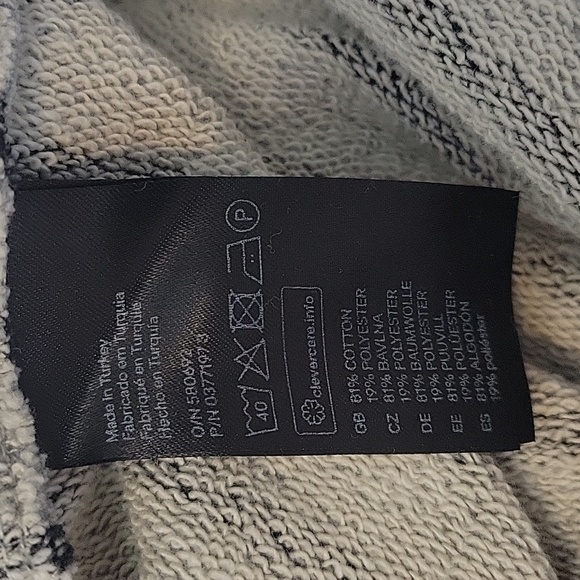 Made in Turkey
Fabricado em Turquia
Fabriqué en Turquie
Hecho en Turquía
O/N 580692
P/N 03771973
40
P
clevercare.info
GB 81% COTTON
19% POLYESTER
CZ 81% BAVLNA
19% POLYESTER
DE 81% BAUMWOLLE
19% POLYESTER
EE 81% PUUVILL
19% POLÜESTER
ES 81% ALGODÓN
19% poliéster